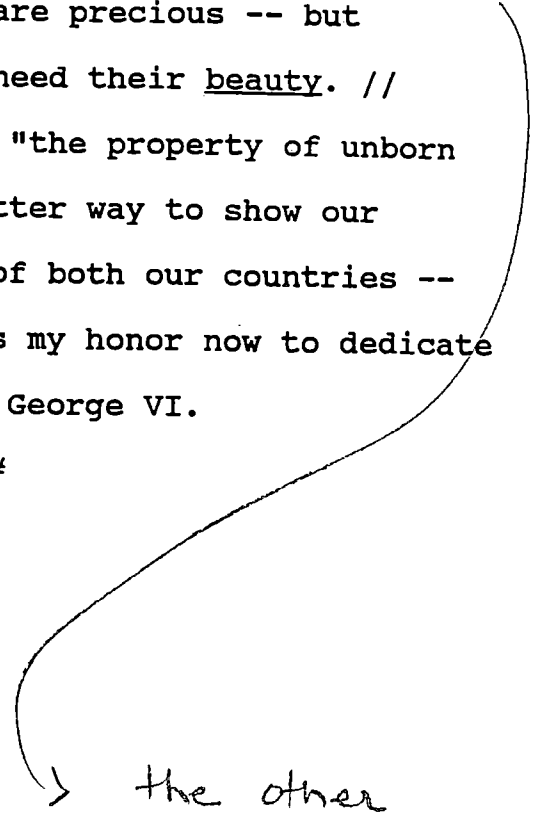 are precious -- but
need their beauty. //
"the property of unborn
tter way to show our
of both our countries --
s my honor now to dedicate
George VI.
the other